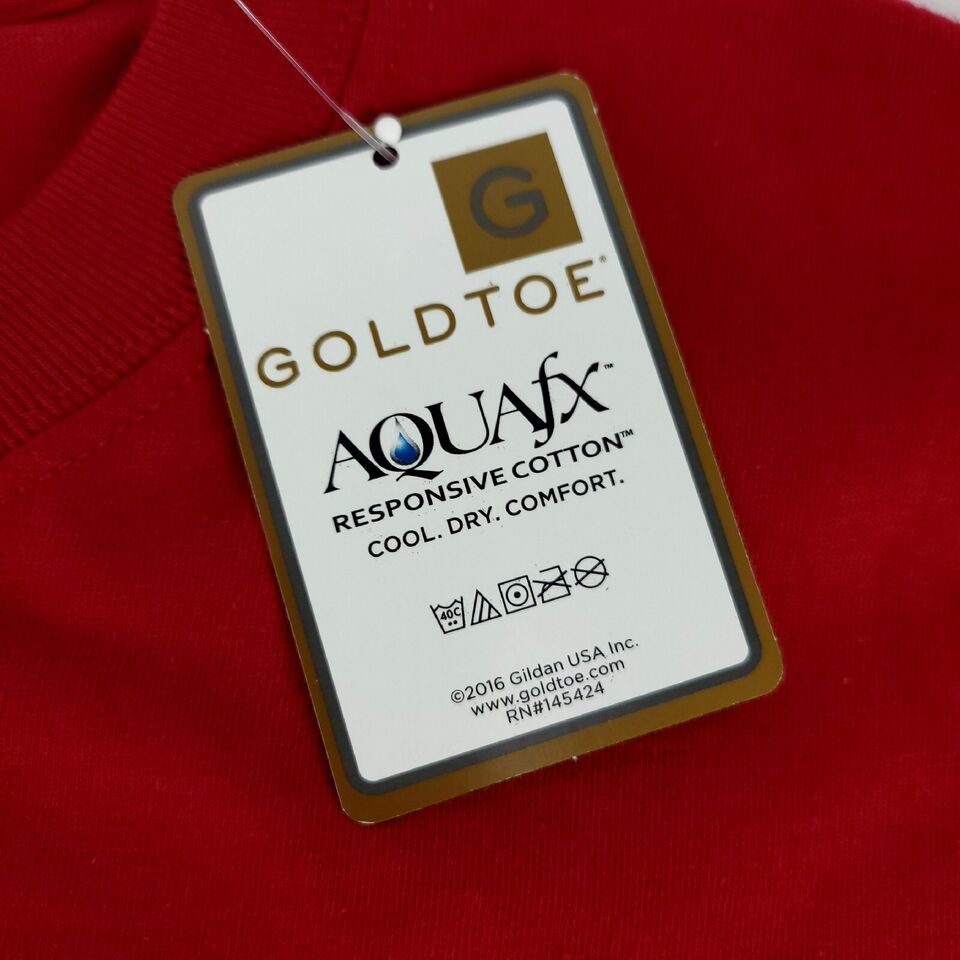 G
GOLDTOE®
AQUAfx™
RESPONSIVE COTTON™
COOL. DRY. COMFORT.
40C
©2016 Gildan USA Inc.
www.goldtoe.com
RN#145424